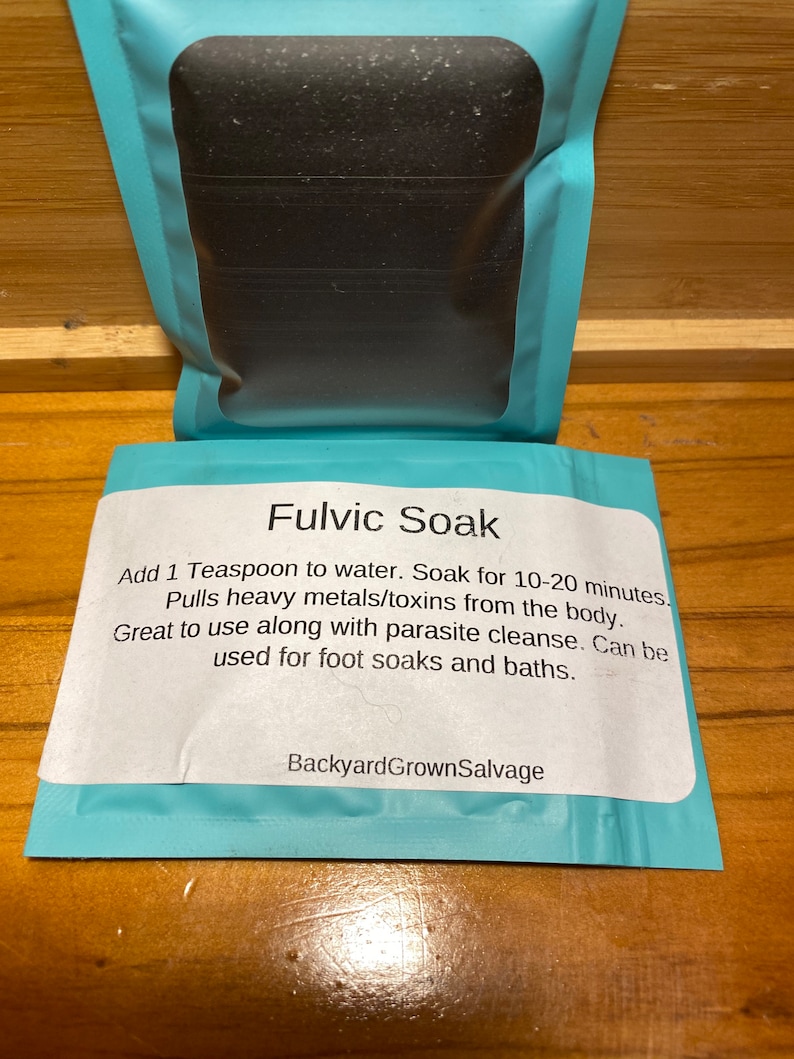 Fulvic Soak
Add 1 Teaspoon to water. Soak for 10-20 minutes.
Pulls heavy metals/toxins from the body.
Great to use along with parasite cleanse. Can be
used for foot soaks and baths.
BackyardGrownSalvage